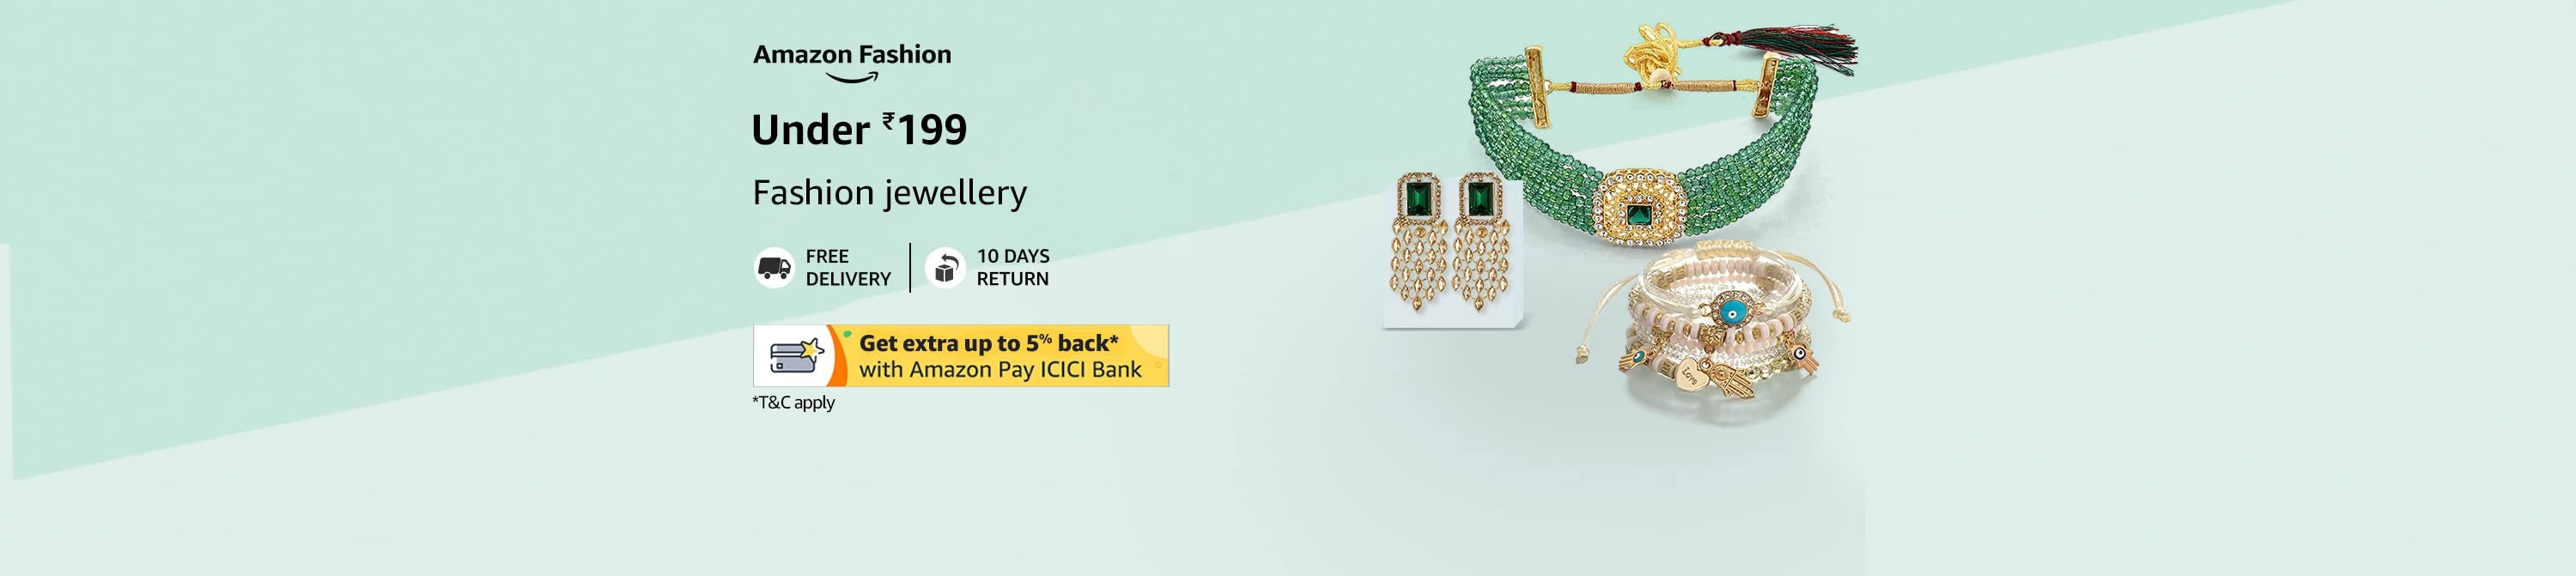 Amazon Fashion
Under ₹199
Fashion jewellery
FREE
DELIVERY
10 DAYS
RETURN
Get extra up to 5% back*
with Amazon Pay ICICI Bank
*T&C apply
Love